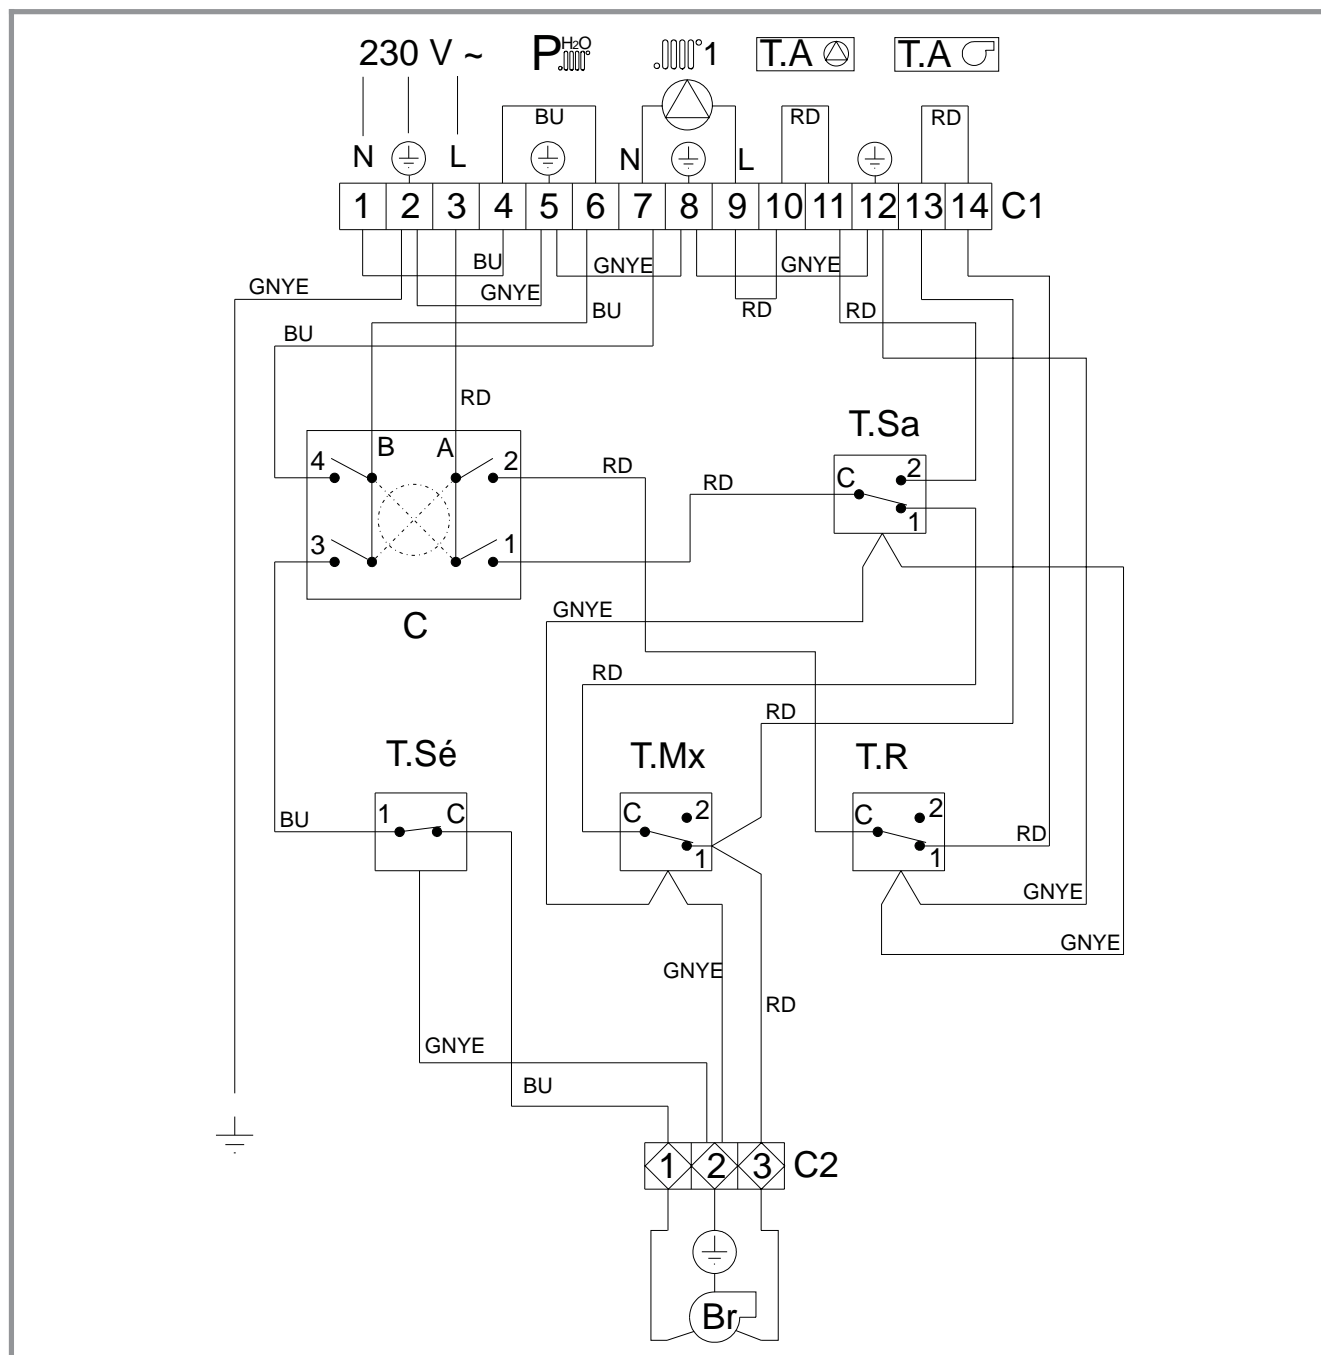 230 V ~ P H₂O 1 T.A T.A
BU RD RD
N L N L
1 2 3 4 5 6 7 8 9 10 11 12 13 14 C1
BU GNYE GNYE
GNYE GNYE
BU RD RD
BU
RD
T.Sa
4 B A 2 RD
C 2
RD
1
3 1
GNYE
C
RD
RD
T.Sé T.Mx T.R
1 C C 2 C 2
BU RD
1 1
GNYE
GNYE
GNYE
RD
GNYE
BU
1 2 3 C2
Br